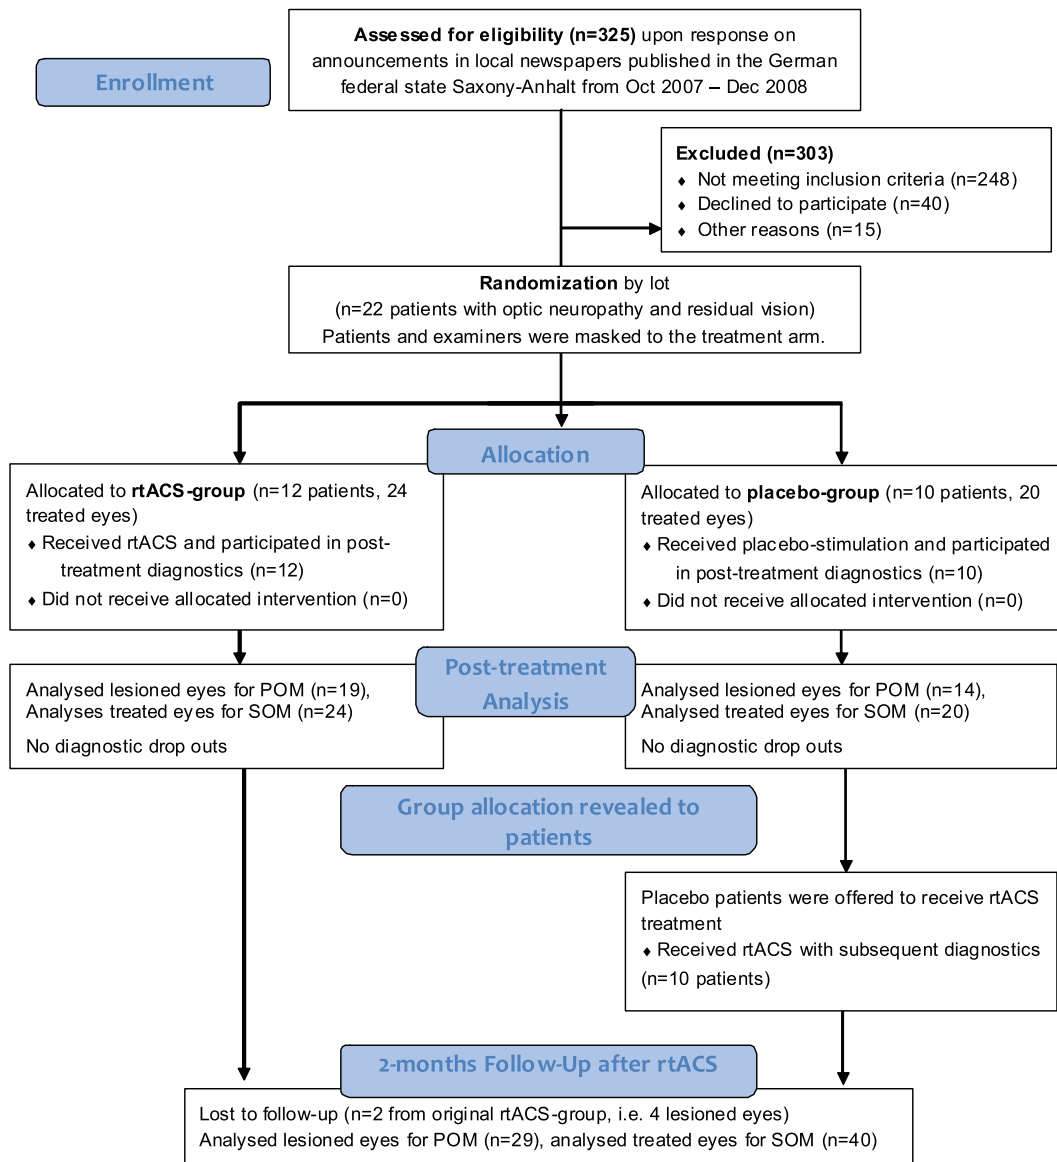 Assessed for eligibility (n=325) upon response on
announcements in local newspapers published in the German
federal state Saxony-Anhalt from Oct 2007 – Dec 2008
Enrollment
Excluded (n=303)
♦ Not meeting inclusion criteria (n=248)
♦ Declined to participate (n=40)
♦ Other reasons (n=15)
Randomization by lot
(n=22 patients with optic neuropathy and residual vision)
Patients and examiners were masked to the treatment arm.
Allocation
Allocated to rtACS-group (n=12 patients, 24
treated eyes)
♦ Received rtACS and participated in post-
treatment diagnostics (n=12)
♦ Did not receive allocated intervention (n=0)
Allocated to placebo-group (n=10 patients, 20
treated eyes)
♦ Received placebo-stimulation and participated
in post-treatment diagnostics (n=10)
♦ Did not receive allocated intervention (n=0)
Post-treatment
Analysis
Analysed lesioned eyes for POM (n=19),
Analyses treated eyes for SOM (n=24)
No diagnostic drop outs
Analysed lesioned eyes for POM (n=14),
Analysed treated eyes for SOM (n=20)
No diagnostic drop outs
Group allocation revealed to
patients
Placebo patients were offered to receive rtACS
treatment
♦ Received rtACS with subsequent diagnostics
(n=10 patients)
2-months Follow-Up after rtACS
Lost to follow-up (n=2 from original rtACS-group, i.e. 4 lesioned eyes)
Analysed lesioned eyes for POM (n=29), analysed treated eyes for SOM (n=40)